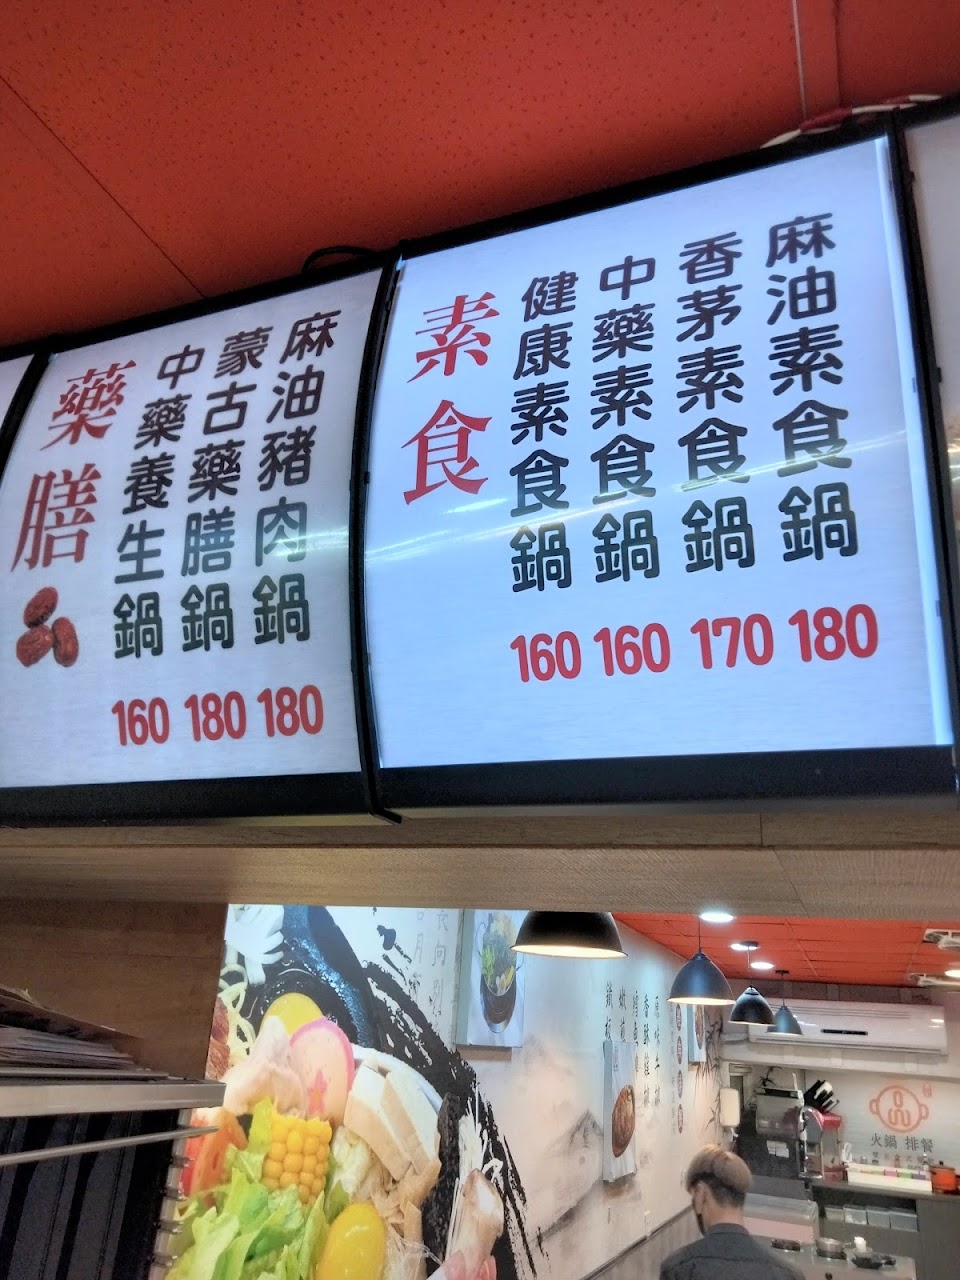 藥膳
中藥養生鍋
160
蒙古藥膳鍋
180
麻油豬肉鍋
180
素食
健康素食鍋
160
中藥素食鍋
160
香茅素食鍋
170
麻油素食鍋
180
火鍋 排餐